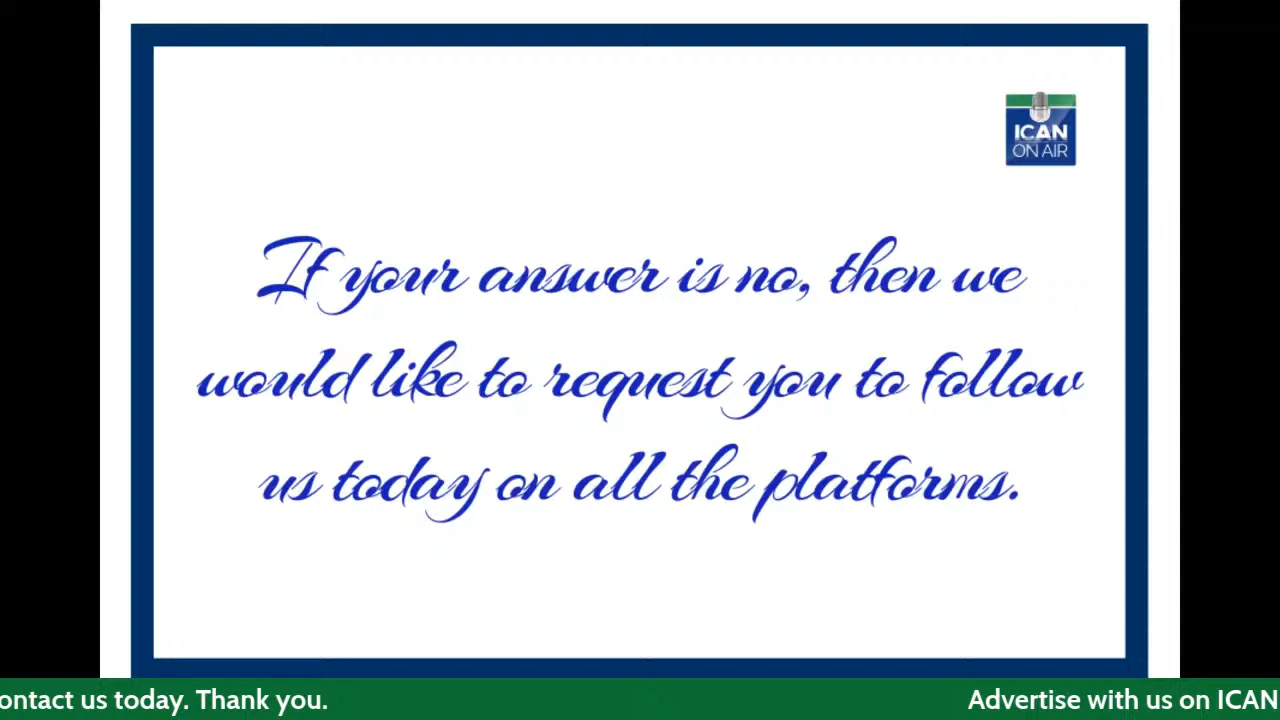 ICAN
ON AIR
If your answer is no, then we
would like to request you to follow
us today on all the platforms.
ontact us today. Thank you.
Advertise with us on ICAN